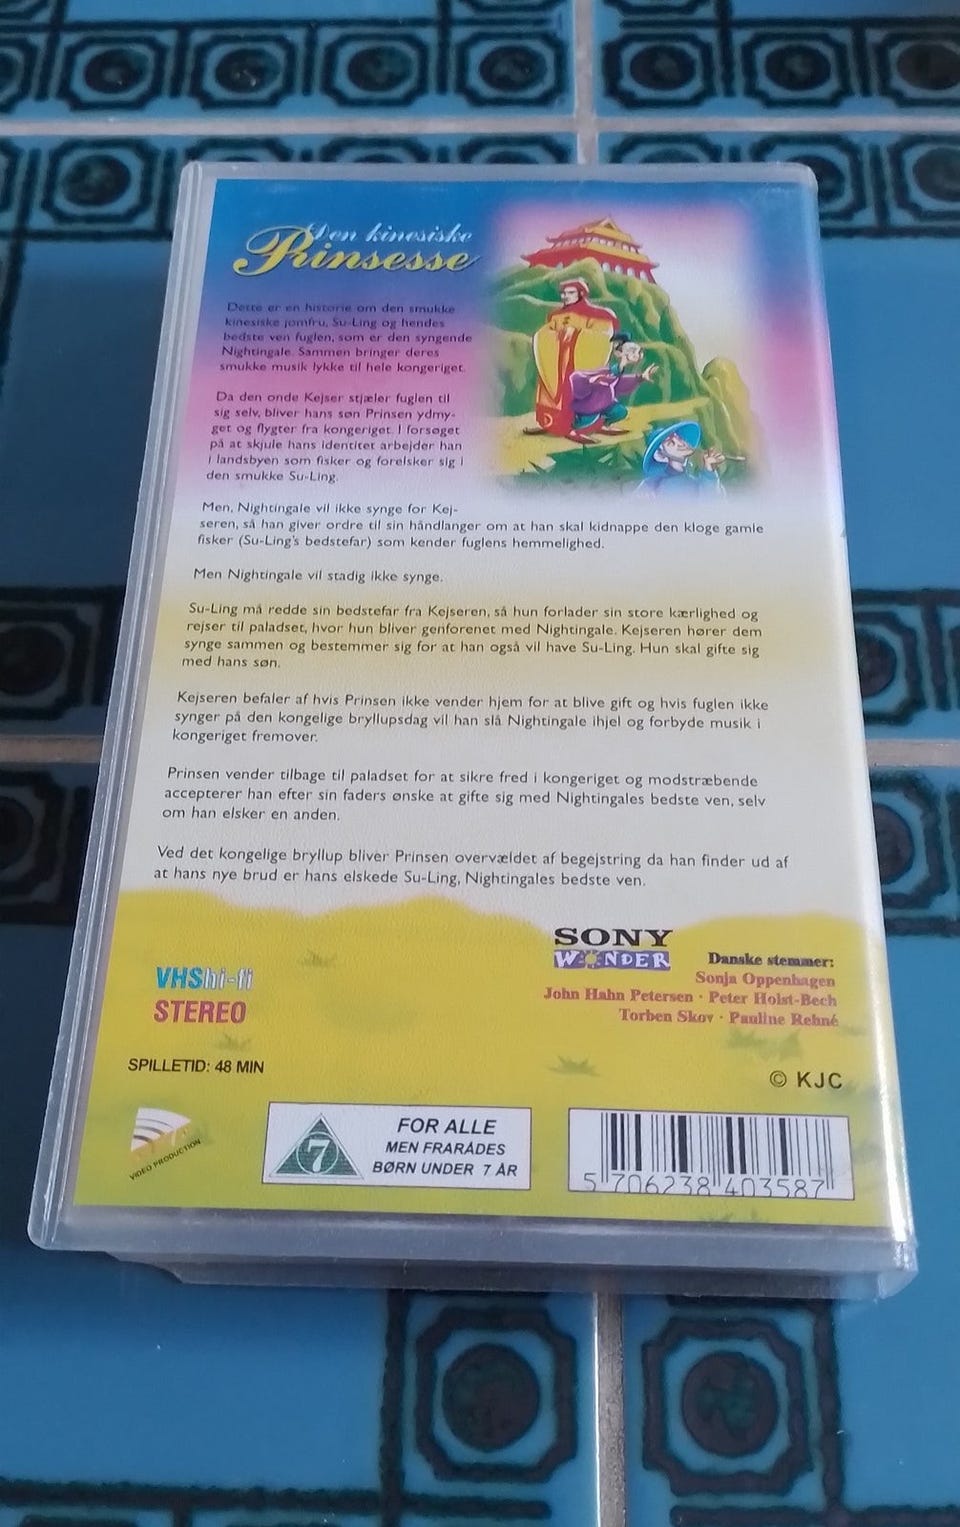 Den kinesiske
Prinsesse
Dette er en historie om den smukke
kinesiske jomfru, Su-Ling og hendes
bedste ven fuglen, som er den syngende
Nightingale. Sammen bringer deres
smukke musik lykke til hele kongeriget.
Da den onde Kejser stjæler fuglen til
sig selv, bliver hans søn Prinsen ydmy-
get og flygter fra kongeriget. I forsøget
på at skjule hans identitet arbejder han
i landsbyen som fisker og forelsker sig i
den smukke Su-Ling.
Men, Nightingale vil ikke synge for Kej-
seren, så han giver ordre til sin håndlanger om at han skal kidnappe den kloge gamle
fisker (Su-Ling's bedstefar) som kender fuglens hemmelighed.
Men Nightingale vil stadig ikke synge.
Su-Ling må redde sin bedstefar fra Kejseren, så hun forlader sin store kærlighed og
rejser til paladset, hvor hun bliver genforenet med Nightingale. Kejseren hører dem
synge sammen og bestemmer sig for at han også vil have Su-Ling. Hun skal gifte sig
med hans søn.
Kejseren befaler af hvis Prinsen ikke vender hjem for at blive gift og hvis fuglen ikke
synger på den kongelige bryllupsdag vil han slå Nightingale ihjel og forbyde musik i
kongeriget fremover.
Prinsen vender tilbage til paladset for at sikre fred i kongeriget og modstræbende
accepterer han efter sin faders ønske at gifte sig med Nightingales bedste ven, selv
om han elsker en anden.
Ved det kongelige bryllup bliver Prinsen overvældet af begejstring da han finder ud af
at hans nye brud er hans elskede Su-Ling, Nightingales bedste ven.
SONY
WONDER
Danske stemmer:
Sonja Oppenhagen
John Hahn Petersen · Peter Holst-Bech
Torben Skov · Pauline Rehné
VHS hi-fi
STEREO
SPILLETID: 48 MIN
© KJC
VIDEO PRODUCTION
7
FOR ALLE
MEN FRARÅDES
BØRN UNDER 7 ÅR
5 706238 403587